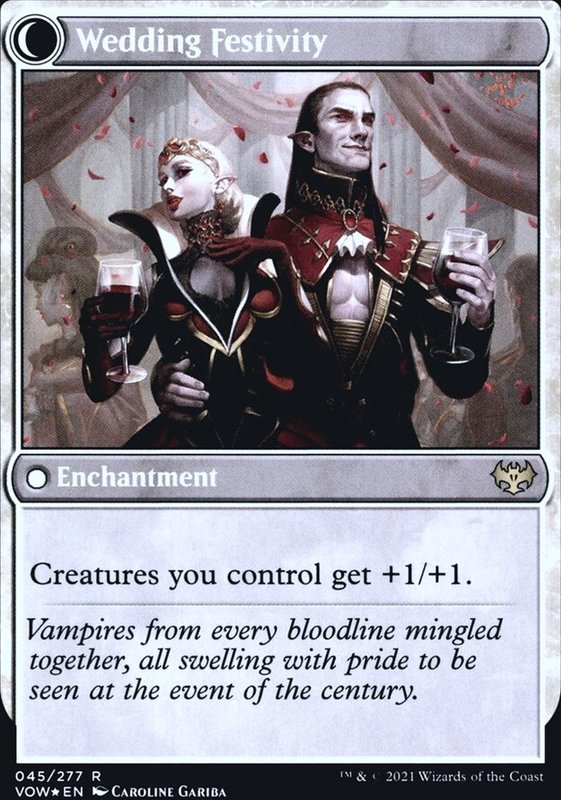 Wedding Festivity
Enchantment
Creatures you control get +1/+1.
Vampires from every bloodline mingled
together, all swelling with pride to be
seen at the event of the century.
045/277 R
VOW★EN CAROLINE GARIBA
™ & © 2021 Wizards of the Coast